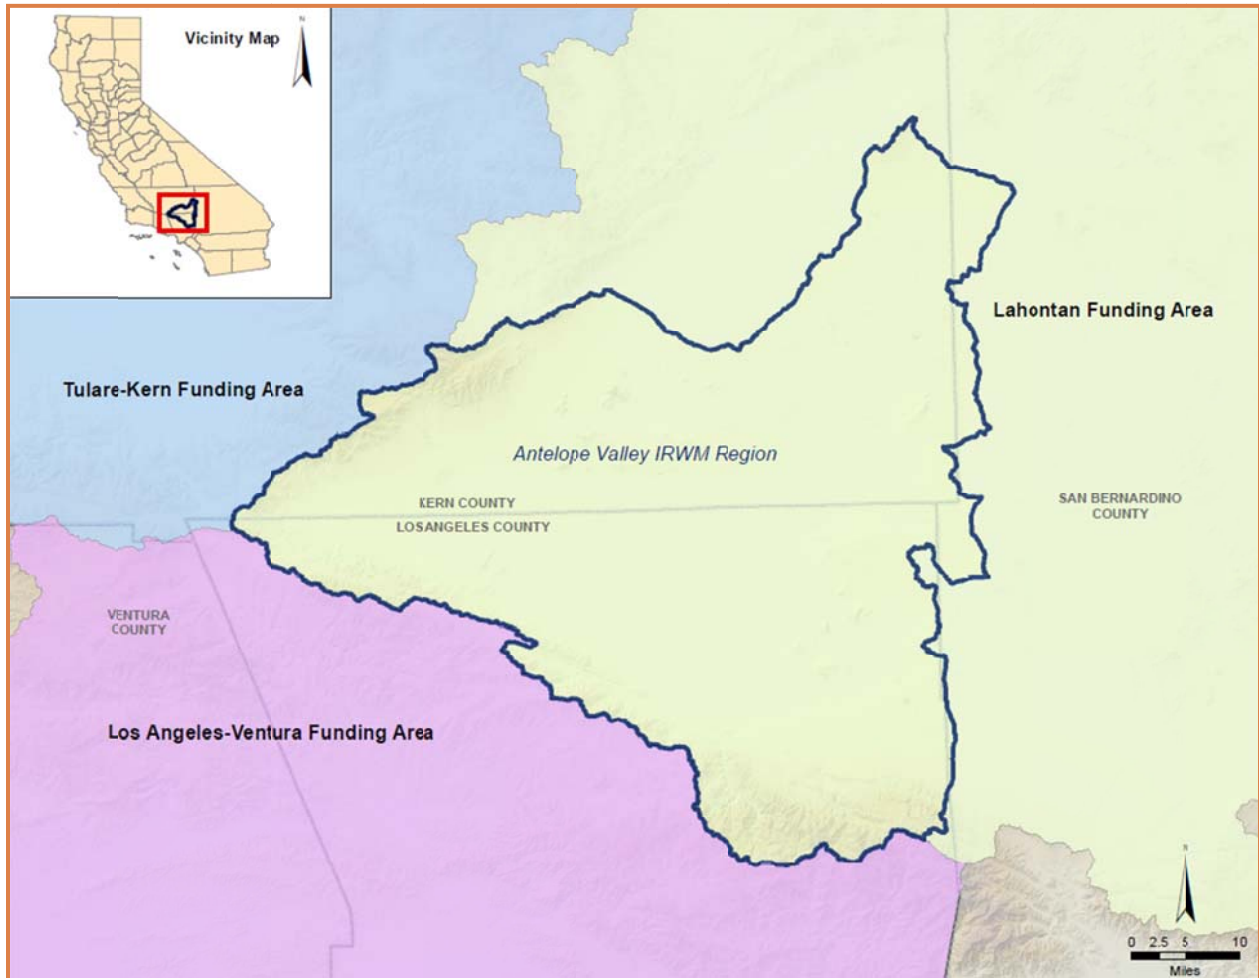 Vicinity Map
N
Lahontan Funding Area
Tulare-Kern Funding Area
Antelope Valley IRWM Region
KERN COUNTY
LOSANGELES COUNTY
SAN BERNARDINO
COUNTY
VENTURA
COUNTY
Los Angeles-Ventura Funding Area
N
0 2.5 5 10
Miles